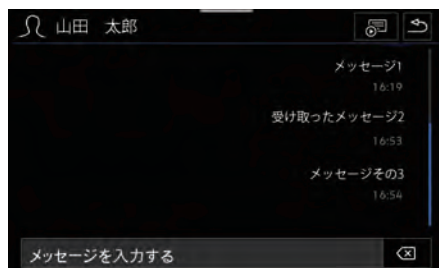 山田 太郎
メッセージ1
16:19
受け取ったメッセージ2
16:53
メッセージその3
16:54
メッセージを入力する